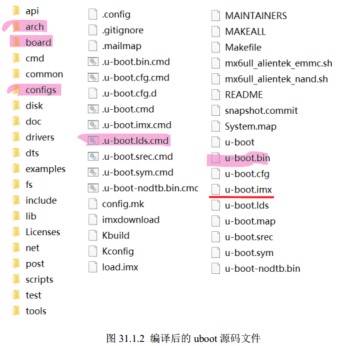 api
arch
board
cmd
common
configs
disk
doc
drivers
dts
examples
fs
include
lib
Licenses
net
post
scripts
test
tools
.config
.gitignore
.mailmap
.u-boot.bin.cmd
.u-boot.cfg.cmd
.u-boot.cfg.d
.u-boot.cmd
.u-boot.imx.cmd
.u-boot.lds.cmd
.u-boot.srec.cmd
.u-boot.sym.cmd
.u-boot-nodtb.bin.cmd
config.mk
imxdownload
Kbuild
Kconfig
load.imx
MAINTAINERS
MAKEALL
Makefile
mx6ull_alientek_emmc.sh
mx6ull_alientek_nand.sh
README
snapshot.commit
System.map
u-boot
u-boot.bin
u-boot.cfg
u-boot.imx
u-boot.lds
u-boot.map
u-boot.srec
u-boot.sym
u-boot-nodtb.bin
图 31.1.2 编译后的 uboot 源码文件